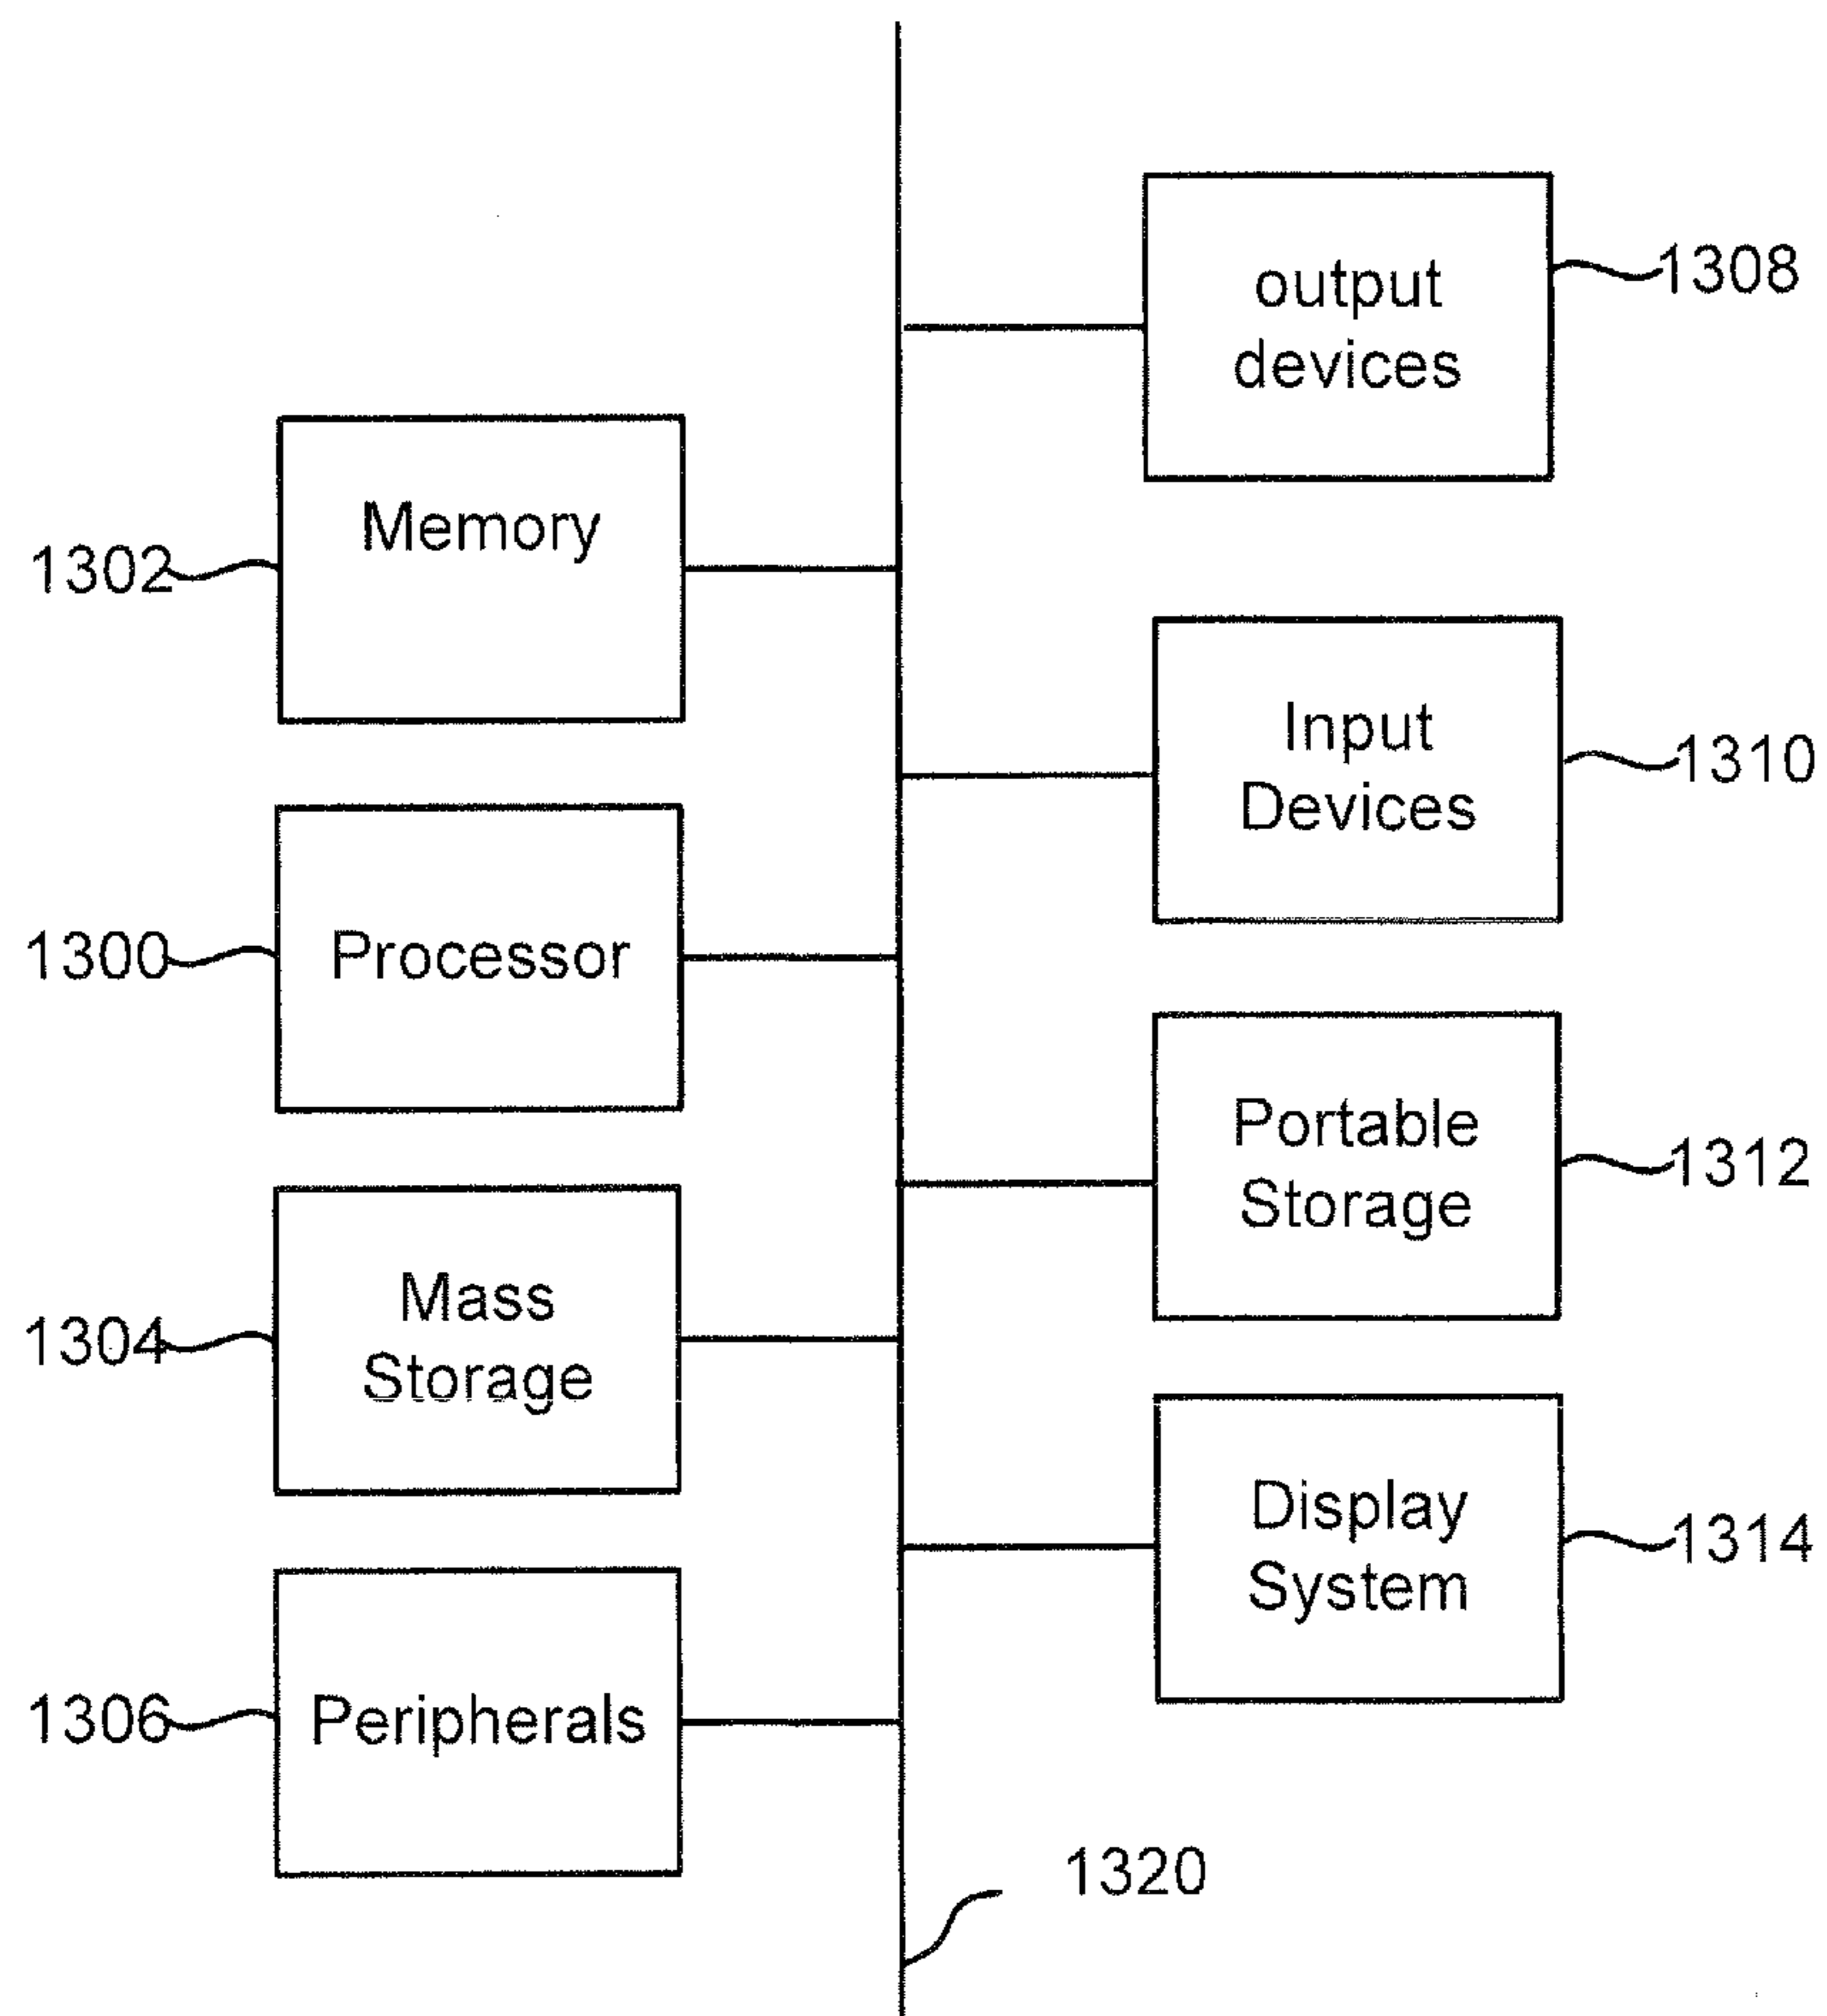 output
devices
1308
Memory
1302
Input
Devices
1310
Processor
1300
Portable
Storage
1312
Mass
Storage
1304
Display
System
1314
Peripherals
1306
1320